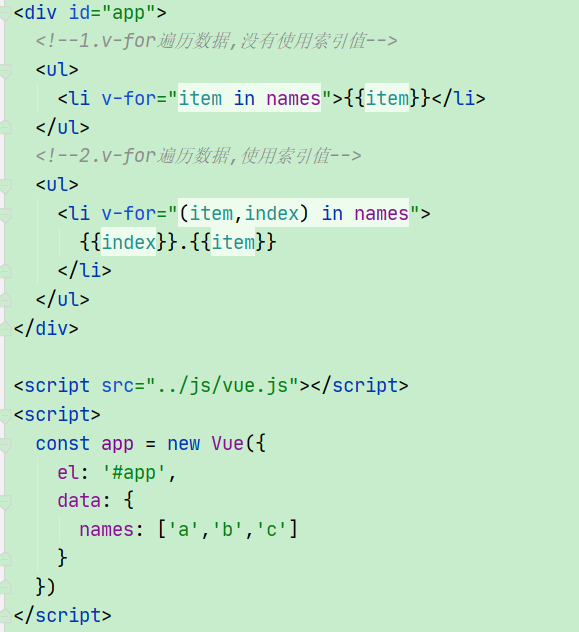 <div id="app">
  <!--1.v-for遍历数据,没有使用索引值-->
  <ul>
    <li v-for="item in names">{{item}}</li>
  </ul>
  <!--2.v-for遍历数据,使用索引值-->
  <ul>
    <li v-for="(item,index) in names">
      {{index}}.{{item}}
    </li>
  </ul>
</div>

<script src="../js/vue.js"></script>
<script>
  const app = new Vue({
    el: '#app',
    data: {
      names: ['a','b','c']
    }
  })
</script>